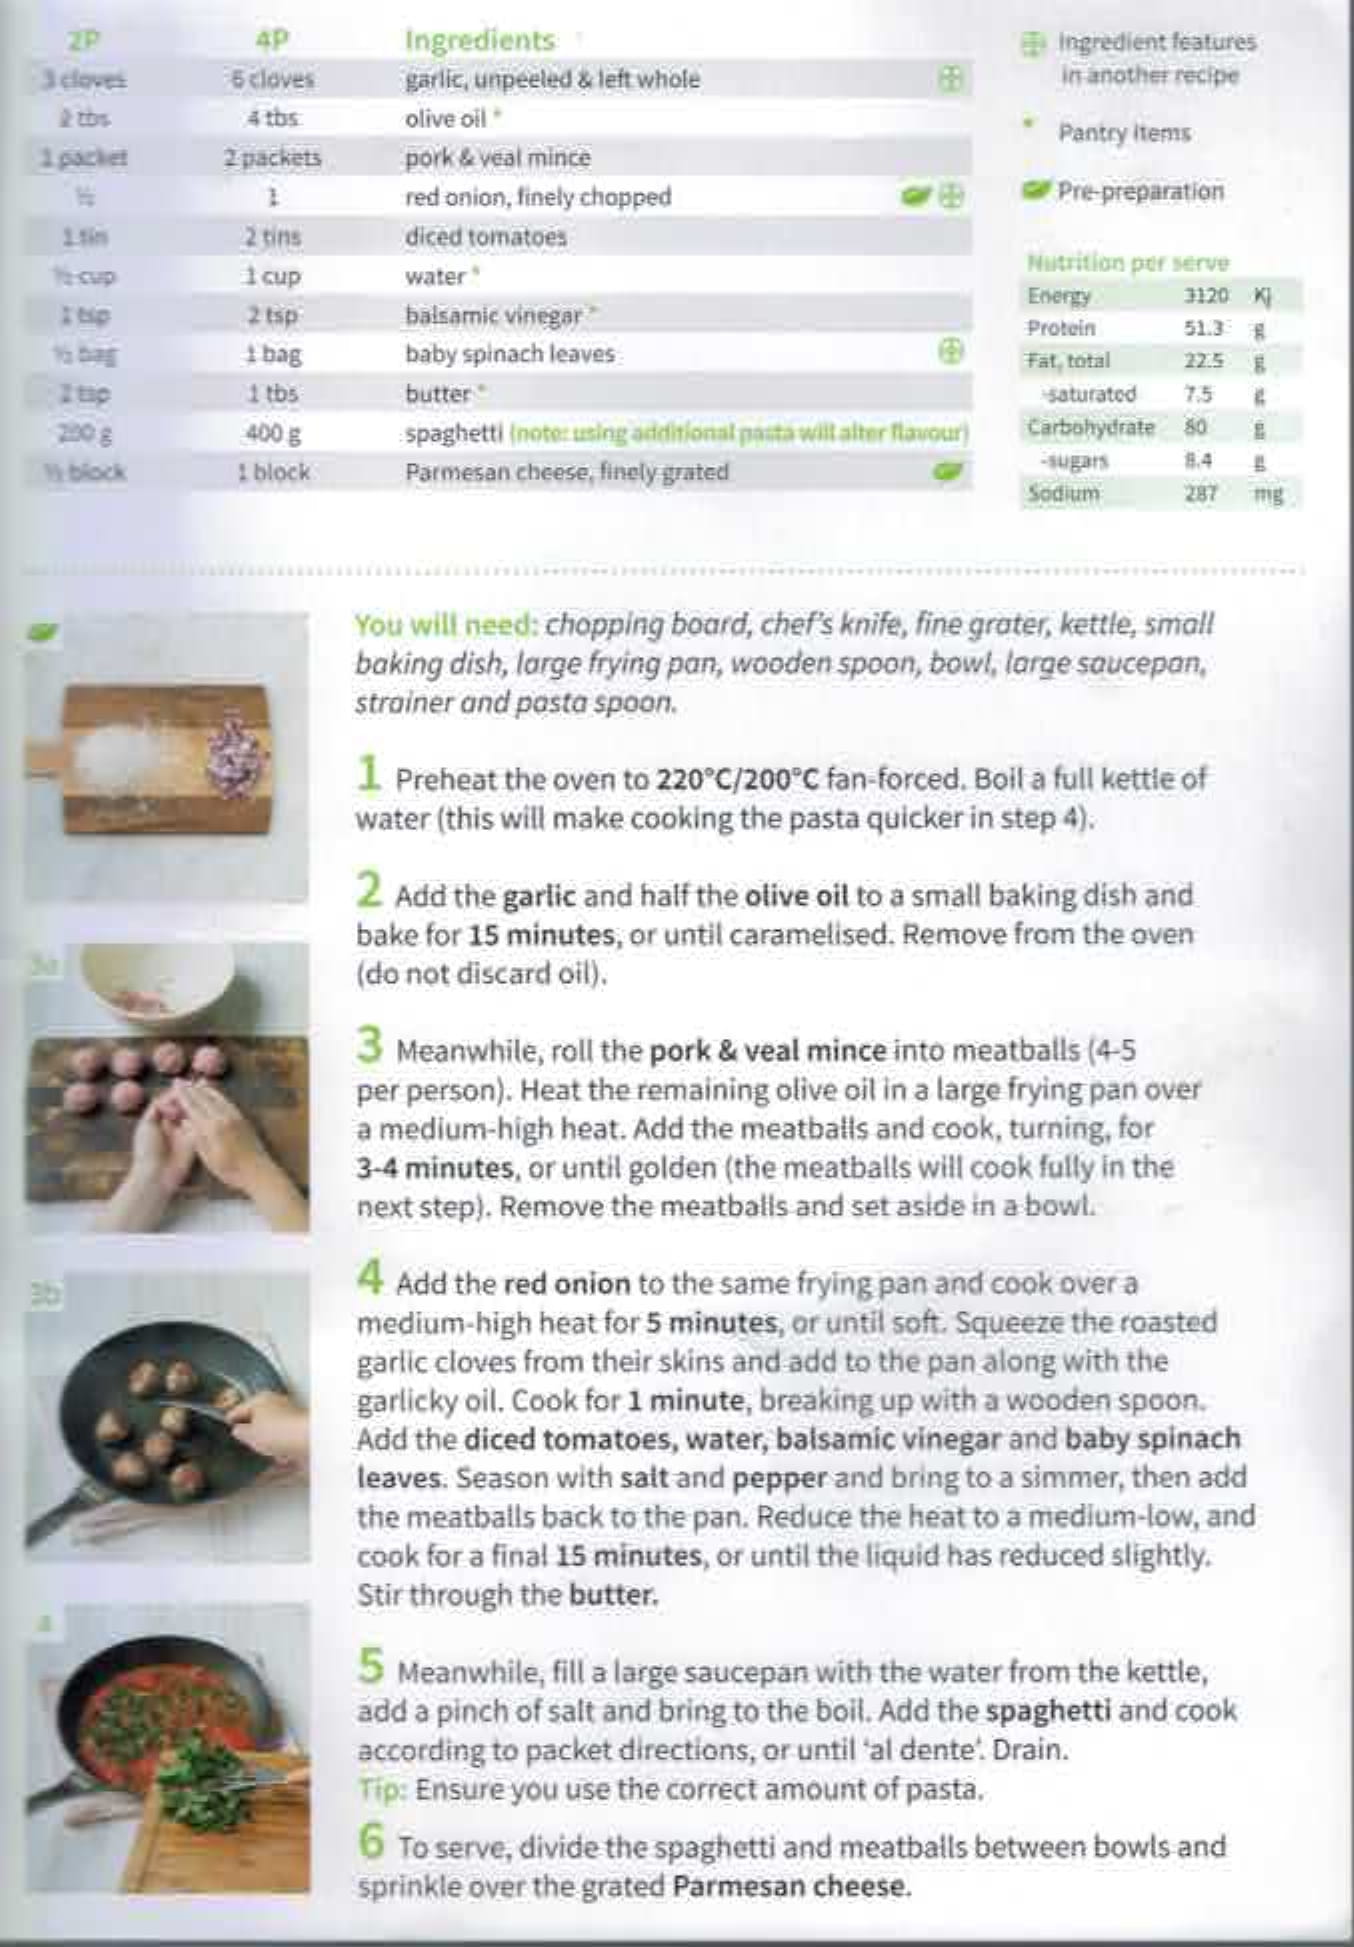 2P 4P Ingredients
3 cloves 6 cloves garlic, unpeeled & left whole
2 tbs 4 tbs olive oil *
1 packet 2 packets pork & veal mince
½ 1 red onion, finely chopped
1 tin 2 tins diced tomatoes
½ cup 1 cup water *
1 tsp 2 tsp balsamic vinegar *
½ bag 1 bag baby spinach leaves
2 tsp 1 tbs butter *
200 g 400 g spaghetti (note: using additional pasta will alter flavour)
½ block 1 block Parmesan cheese, finely grated
Ingredient features
in another recipe
* Pantry Items
Pre-preparation
Nutrition per serve
Energy 3120 Kj
Protein 51.3 g
Fat, total 22.5 g
-saturated 7.5 g
Carbohydrate 80 g
-sugars 8.4 g
Sodium 287 mg
You will need: chopping board, chef's knife, fine grater, kettle, small
baking dish, large frying pan, wooden spoon, bowl, large saucepan,
strainer and pasta spoon.
1 Preheat the oven to 220°C/200°C fan-forced. Boil a full kettle of
water (this will make cooking the pasta quicker in step 4).
2 Add the garlic and half the olive oil to a small baking dish and
bake for 15 minutes, or until caramelised. Remove from the oven
(do not discard oil).
3a
3 Meanwhile, roll the pork & veal mince into meatballs (4-5
per person). Heat the remaining olive oil in a large frying pan over
a medium-high heat. Add the meatballs and cook, turning, for
3-4 minutes, or until golden (the meatballs will cook fully in the
next step). Remove the meatballs and set aside in a bowl.
3b
4 Add the red onion to the same frying pan and cook over a
medium-high heat for 5 minutes, or until soft. Squeeze the roasted
garlic cloves from their skins and add to the pan along with the
garlicky oil. Cook for 1 minute, breaking up with a wooden spoon.
Add the diced tomatoes, water, balsamic vinegar and baby spinach
leaves. Season with salt and pepper and bring to a simmer, then add
the meatballs back to the pan. Reduce the heat to a medium-low, and
cook for a final 15 minutes, or until the liquid has reduced slightly.
Stir through the butter.
4
5 Meanwhile, fill a large saucepan with the water from the kettle,
add a pinch of salt and bring to the boil. Add the spaghetti and cook
according to packet directions, or until 'al dente'. Drain.
Tip: Ensure you use the correct amount of pasta.
6 To serve, divide the spaghetti and meatballs between bowls and
sprinkle over the grated Parmesan cheese.